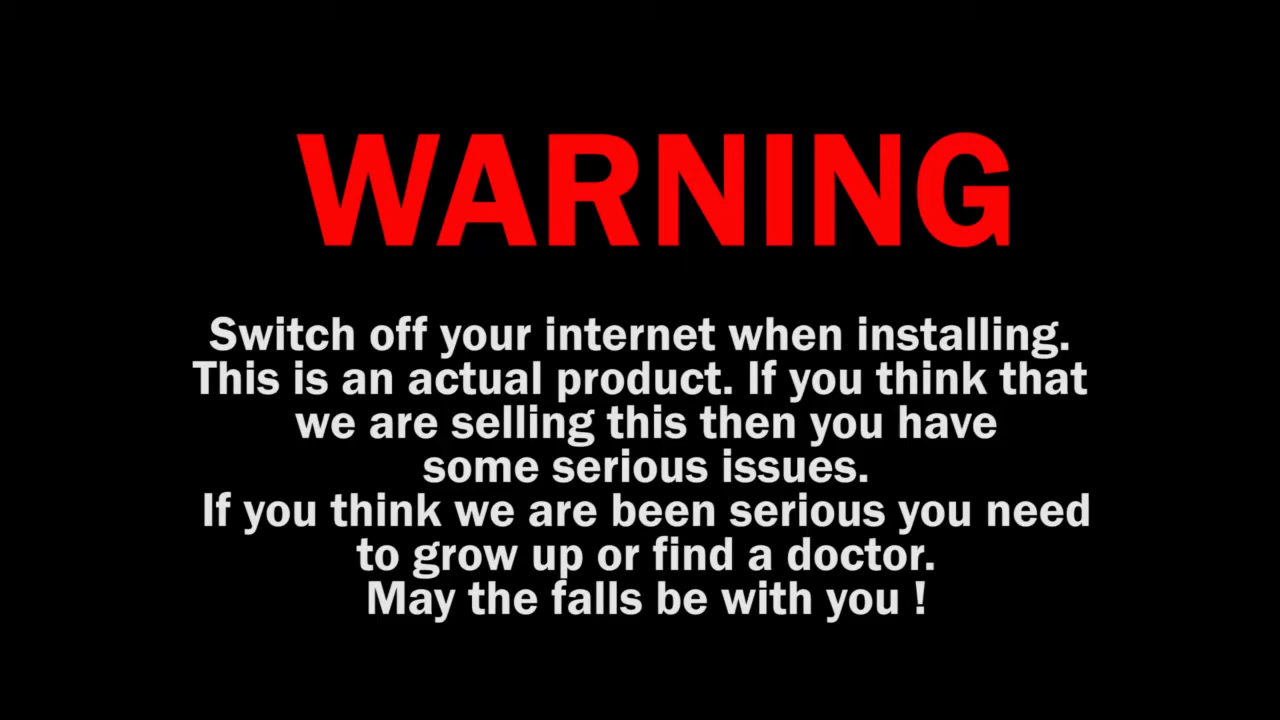 WARNING
Switch off your internet when installing.
This is an actual product. If you think that
we are selling this then you have
some serious issues.
If you think we are been serious you need
to grow up or find a doctor.
May the falls be with you !